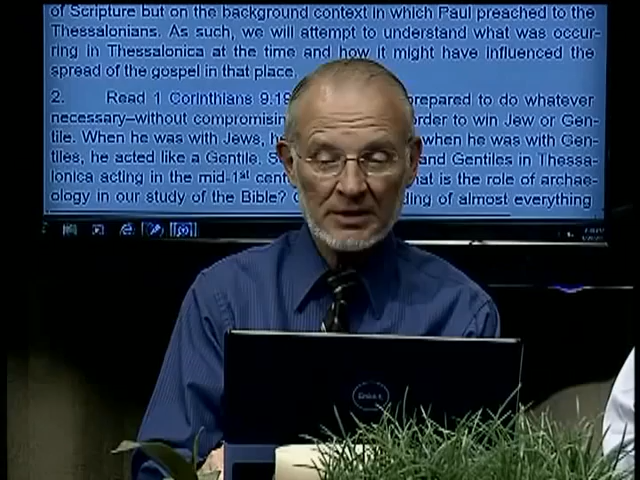 of Scripture but on the background context in which Paul preached to the
Thessalonians. As such, we will attempt to understand what was occur-
ring in Thessalonica at the time and how it might have influenced the
spread of the gospel in that place.
2. Read 1 Corinthians 9:19 prepared to do whatever
necessary–without compromisin order to win Jew or Gen-
tile. When he was with Jews, h when he was with Gen-
tiles, he acted like a Gentile. S and Gentiles in Thessa-
lonica acting in the mid-1st cent hat is the role of archae-
ology in our study of the Bible? ding of almost everything